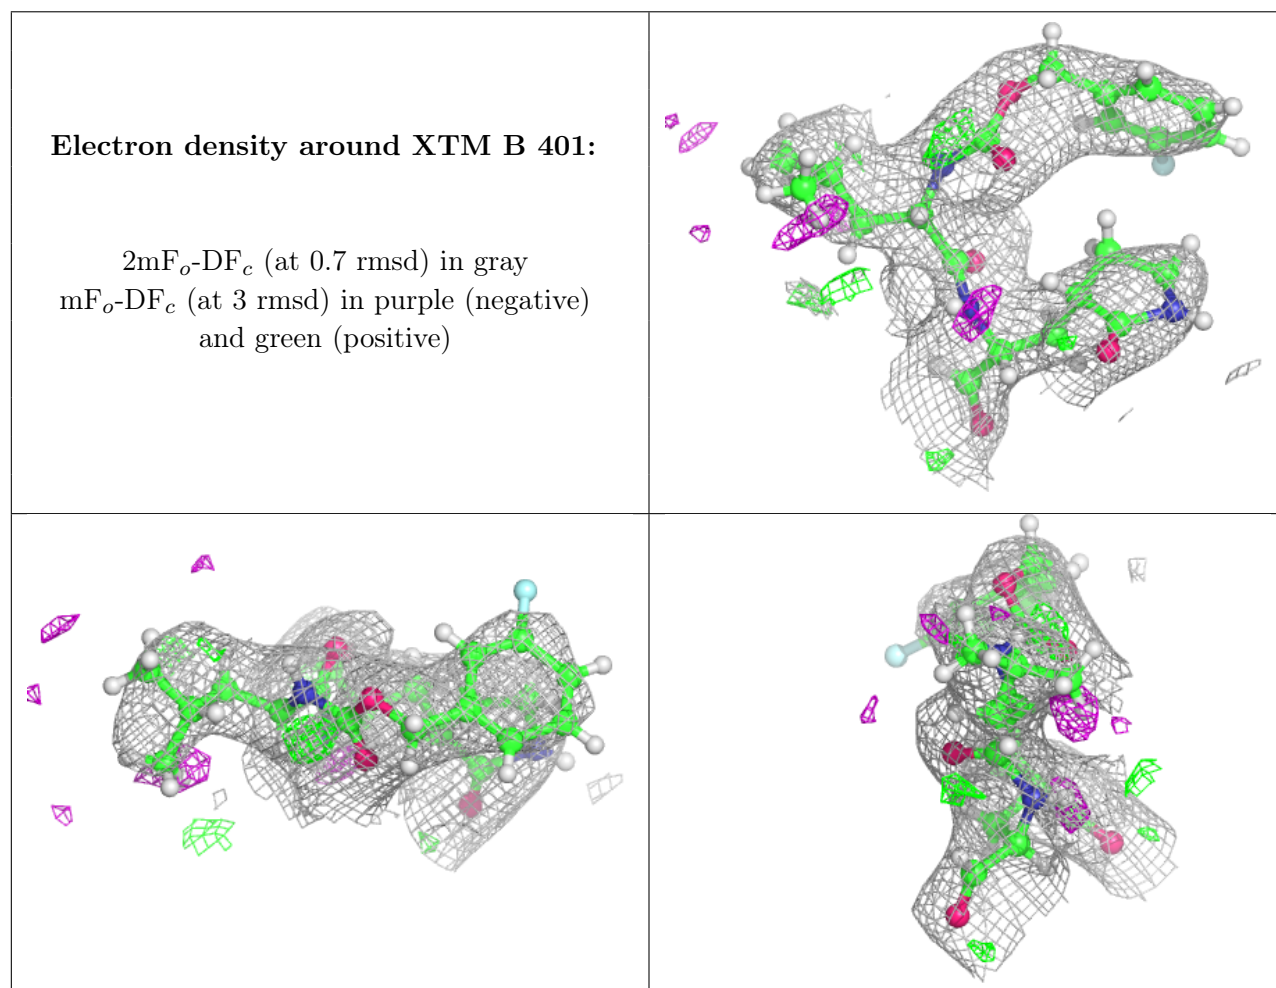 Electron density around XTM B 401:
2mFo-DFc (at 0.7 rmsd) in gray
mFo-DFc (at 3 rmsd) in purple (negative)
and green (positive)